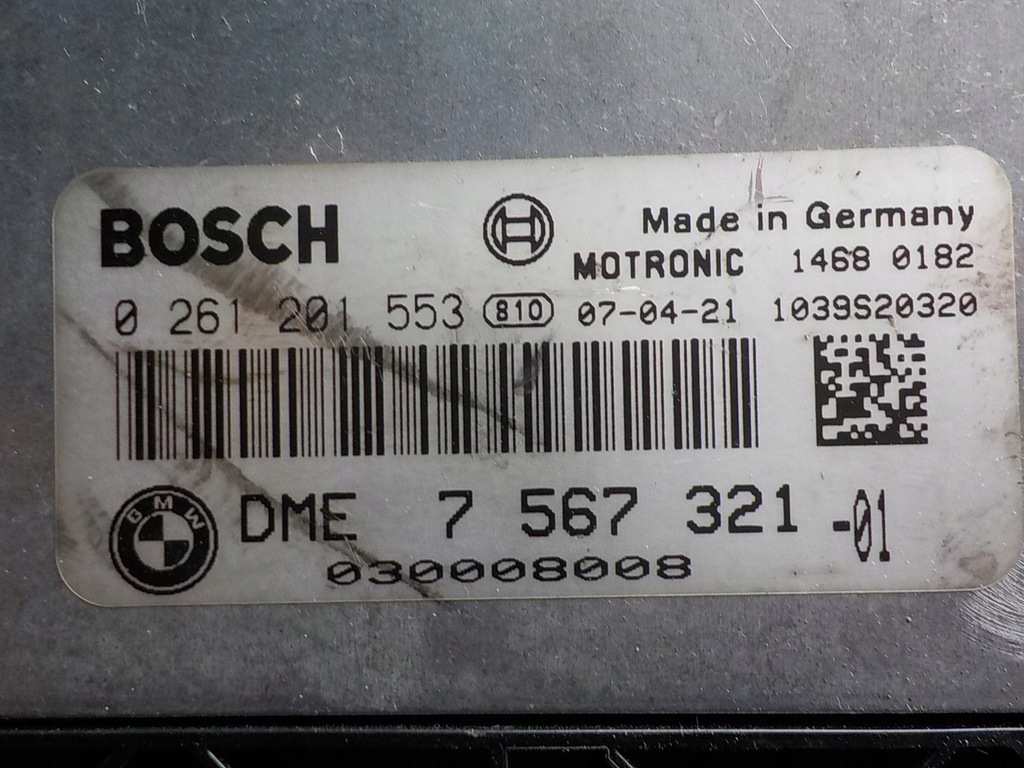 BOSCH
Made in Germany
MOTRONIC 1468 0182
0 261 201 553 810 07-04-21 1039S20320
BMW
DME 7 567 321 -01
030008008